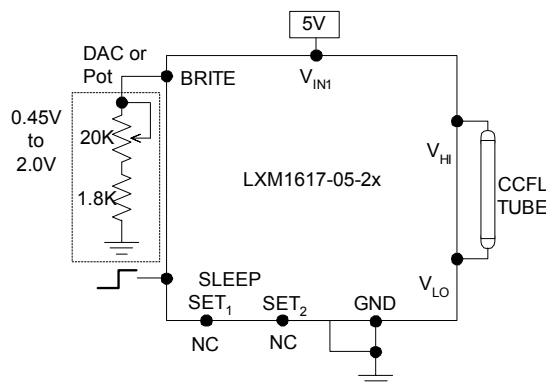 5V
DAC or
Pot
BRITE
V_IN1
0.45V
to
2.0V
20K
1.8K
LXM1617-05-2x
V_HI
CCFL
TUBE
V_LO
SLEEP
SET_1
SET_2
GND
NC
NC